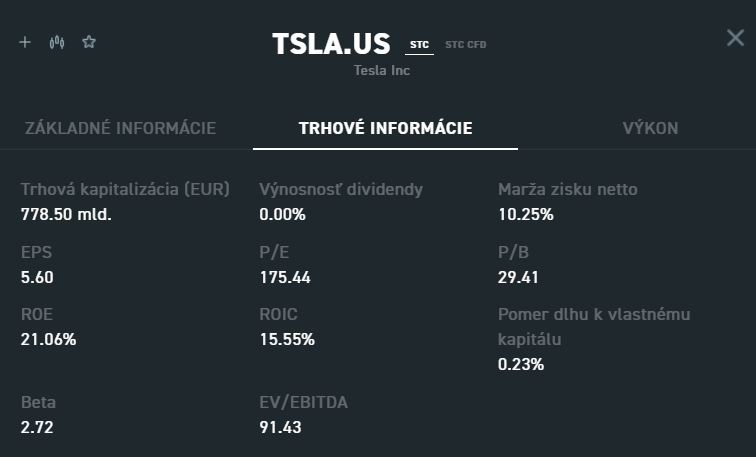 TSLA.US STC STC CFD
Tesla Inc
ZÁKLADNÉ INFORMÁCIE TRHOVÉ INFORMÁCIE VÝKON
Trhová kapitalizácia (EUR) Výnosnosť dividendy Marža zisku netto
778.50 mld. 0.00% 10.25%
EPS P/E P/B
5.60 175.44 29.41
ROE ROIC Pomer dlhu k vlastnému
kapitálu
21.06% 15.55%
0.23%
Beta EV/EBITDA
2.72 91.43